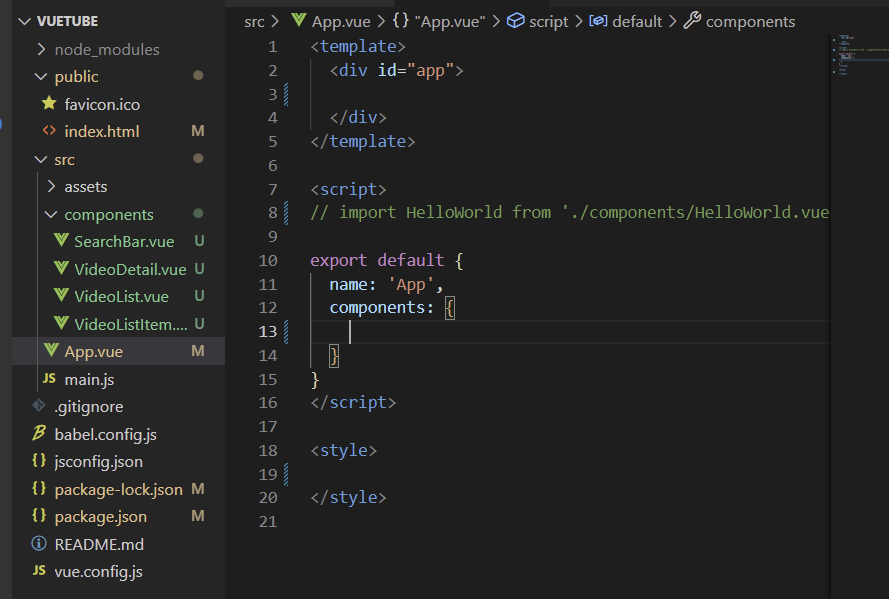 VUETUBE
node_modules
public
favicon.ico
index.html M
src
assets
components
SearchBar.vue U
VideoDetail.vue U
VideoList.vue U
VideoListItem.... U
App.vue M
JS main.js
.gitignore
babel.config.js
jsconfig.json
package-lock.json M
package.json M
README.md
JS vue.config.js
src > App.vue > {} "App.vue" > script > default > components
1 <template>
2 <div id="app">
3
4 </div>
5 </template>
6
7 <script>
8 // import HelloWorld from './components/HelloWorld.vue
9
10 export default {
11 name: 'App',
12 components: {
13
14 }
15 }
16 </script>
17
18 <style>
19
20 </style>
21